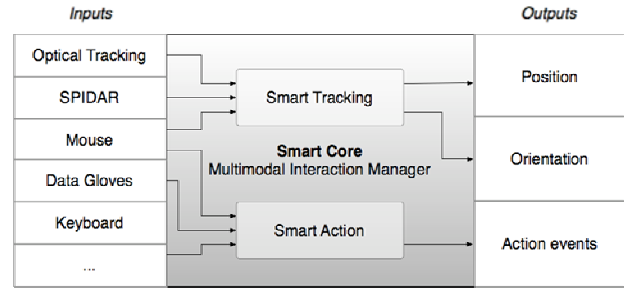 Inputs
Outputs
Optical Tracking
SPIDAR
Mouse
Data Gloves
Keyboard
...
Smart Tracking
Smart Core
Multimodal Interaction Manager
Smart Action
Position
Orientation
Action events